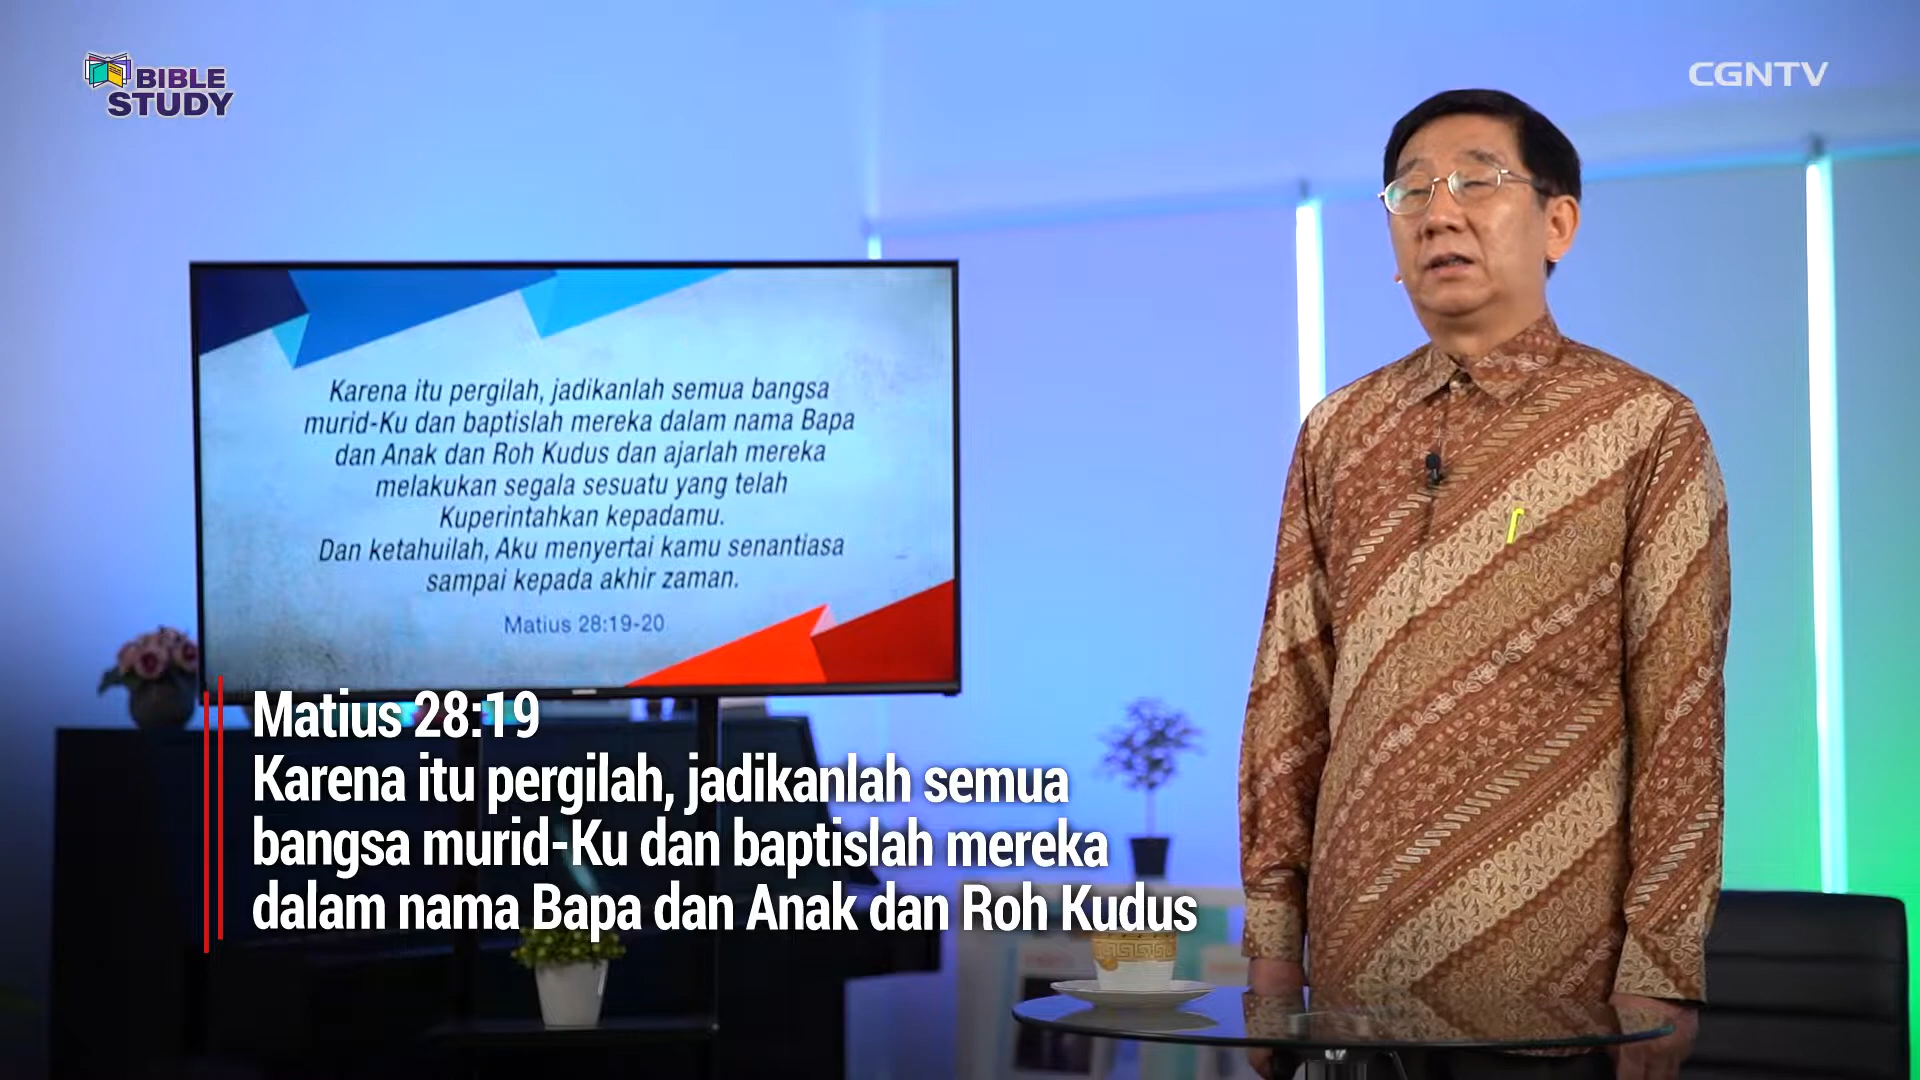 BIBLE
STUDY
CGNTV
Karena itu pergilah, jadikanlah semua bangsa
murid-Ku dan baptislah mereka dalam nama Bapa
dan Anak dan Roh Kudus dan ajarlah mereka
melakukan segala sesuatu yang telah
Kuperintahkan kepadamu.
Dan ketahuilah, Aku menyertai kamu senantiasa
sampai kepada akhir zaman.
Matius 28:19-20
Matius 28:19
Karena itu pergilah, jadikanlah semua
bangsa murid-Ku dan baptislah mereka
dalam nama Bapa dan Anak dan Roh Kudus